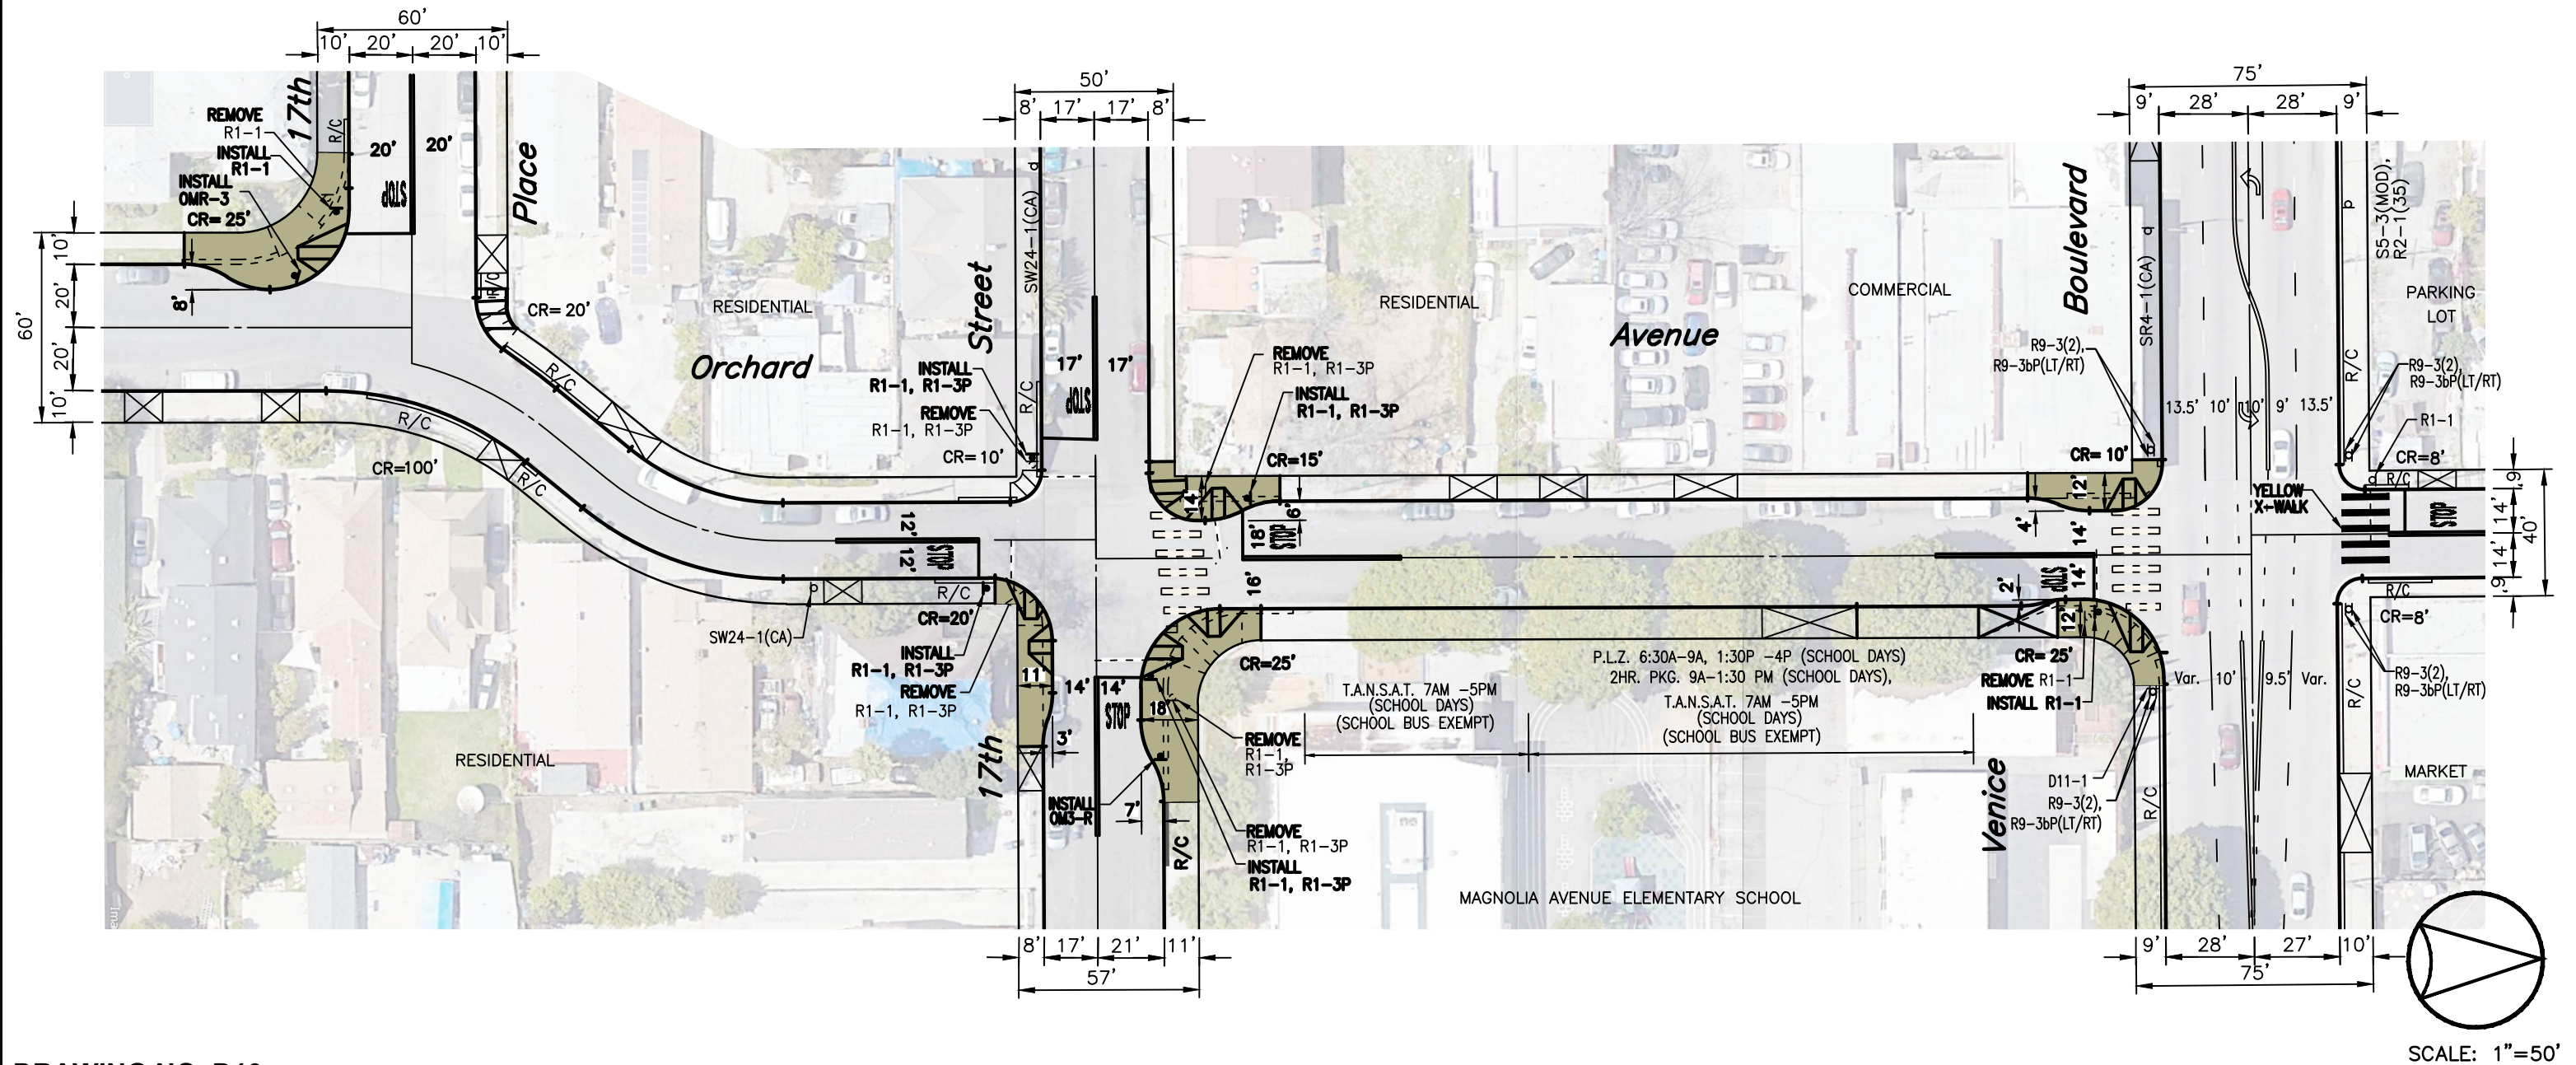 60'
10' 20' 20' 10'
17th
Place
REMOVE
R1-1
INSTALL
R1-1
INSTALL
OMR-3
CR= 25'
R/C
20'
20'
STOP
8'
60'
10'
20'
20'
10'
R/C
CR= 20'
R/C
R/C
R/C
CR=100'
RESIDENTIAL
Orchard
50'
8' 17' 17' 8'
SW24-1(CA)
Street
R/C
17'
17'
STOP
INSTALL
R1-1, R1-3P
REMOVE
R1-1, R1-3P
CR= 10'
12'
12'
STOP
R/C
CR=20'
SW24-1(CA)
INSTALL
R1-1, R1-3P
REMOVE
R1-1, R1-3P
RESIDENTIAL
17th
11'
14'
14'
STOP
18'
3'
INSTALL
OM3-R
7'
R/C
8' 17' 21' 11'
57'
REMOVE
R1-1, R1-3P
INSTALL
R1-1, R1-3P
CR=15'
14'
6'
18'
STOP
16'
CR=25'
REMOVE
R1-1,
R1-3P
REMOVE
R1-1, R1-3P
INSTALL
R1-1, R1-3P
RESIDENTIAL
Avenue
COMMERCIAL
T.A.N.S.A.T. 7AM -5PM
(SCHOOL DAYS)
(SCHOOL BUS EXEMPT)
P.L.Z. 6:30A-9A, 1:30P -4P (SCHOOL DAYS)
2HR. PKG. 9A-1:30 PM (SCHOOL DAYS),
T.A.N.S.A.T. 7AM -5PM
(SCHOOL DAYS)
(SCHOOL BUS EXEMPT)
MAGNOLIA AVENUE ELEMENTARY SCHOOL
75'
9' 28' 28' 9'
Boulevard
SR4-1(CA)
R9-3(2),
R9-3bP(LT/RT)
CR= 10'
12'
4'
14'
14'
STOP
2'
12'
CR= 25'
REMOVE R1-1
INSTALL R1-1
Venice
D11-1
R9-3(2),
R9-3bP(LT/RT)
R/C
13.5' 10' 10' 9' 13.5'
Var. 10' 9.5' Var.
S5-3(MOD),
R2-1(35)
PARKING
LOT
R/C
R9-3(2),
R9-3bP(LT/RT)
R1-1
CR=8'
R/C
YELLOW
X-WALK
STOP
9'
14'
14'
9'
40'
R/C
CR=8'
R9-3(2),
R9-3bP(LT/RT)
R/C
MARKET
9' 28' 27' 10'
75'
SCALE: 1"=50'